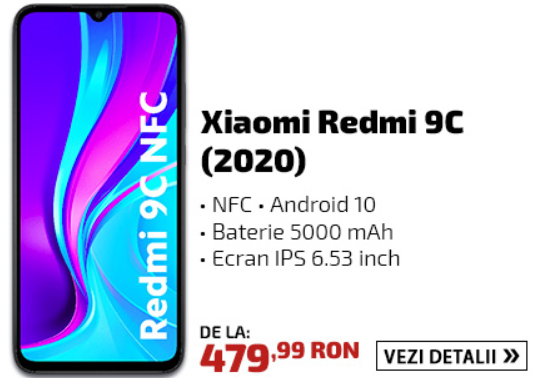 Redmi 9C NFC
Xiaomi Redmi 9C
(2020)
• NFC • Android 10
• Baterie 5000 mAh
• Ecran IPS 6.53 inch
DE LA:
479,99 RON
VEZI DETALII »